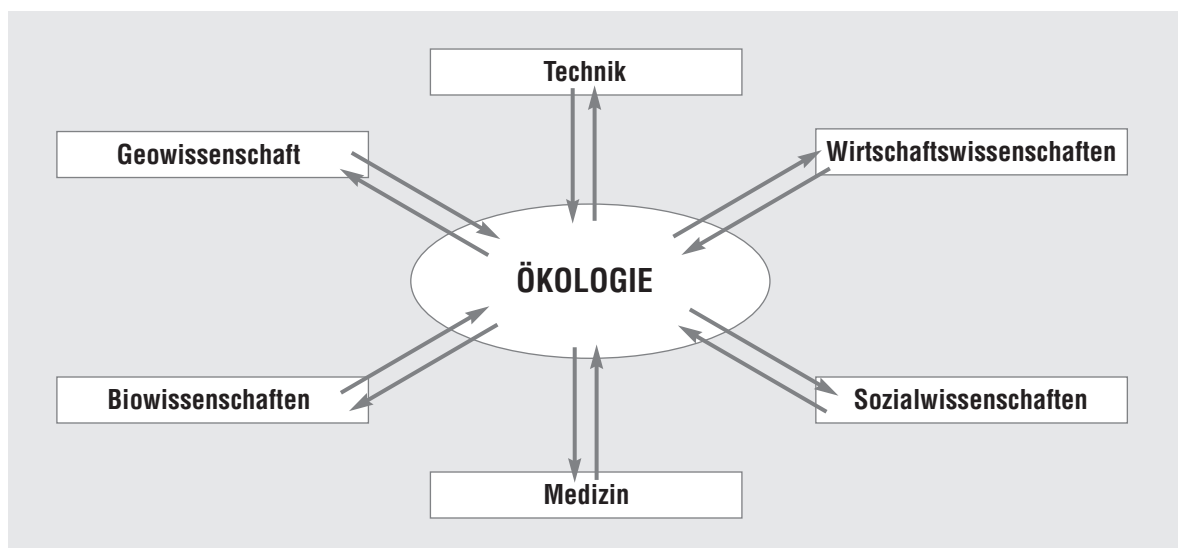 Technik
Geowissenschaft
Wirtschaftswissenschaften
ÖKOLOGIE
Biowissenschaften
Sozialwissenschaften
Medizin